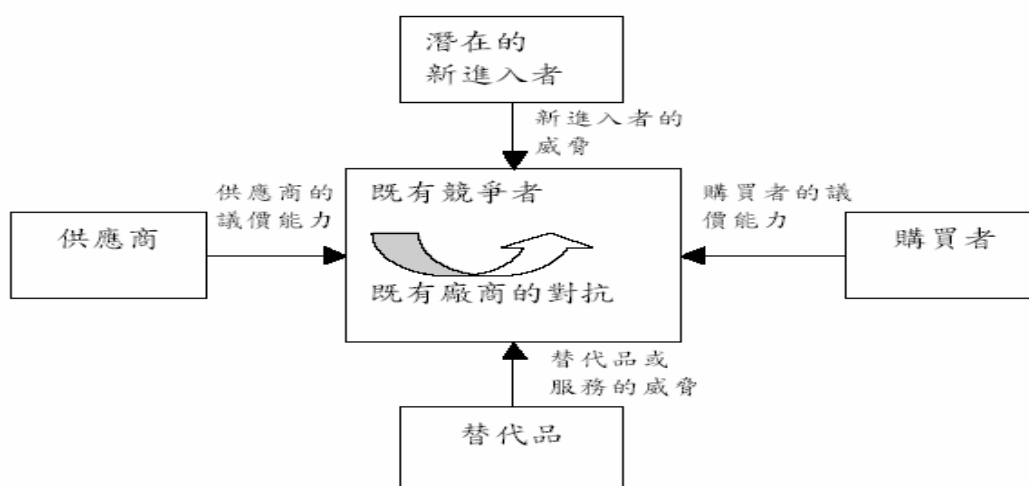 潛在的
新進入者
新進入者的
威脅
供應商的
議價能力
供應商
既有競爭者
既有廠商的對抗
購買者的議
價能力
購買者
替代品或
服務的威脅
替代品